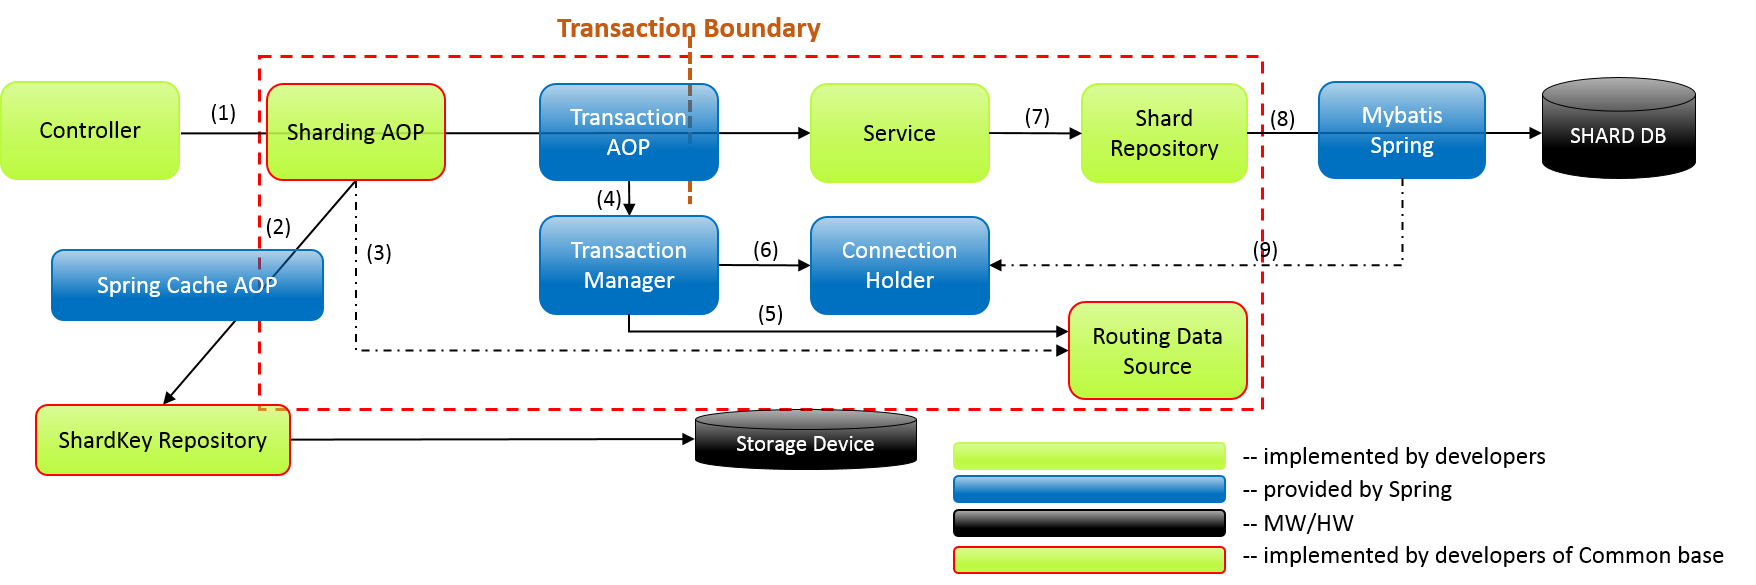 Transaction Boundary
Controller
(1)
Sharding AOP
Transaction
AOP
Service
(7)
Shard
Repository
(8)
Mybatis
Spring
SHARD DB
(2)
(3)
(4)
Transaction
Manager
(6)
Connection
Holder
(9)
Spring Cache AOP
(5)
Routing Data
Source
ShardKey Repository
Storage Device
-- implemented by developers
-- provided by Spring
-- MW/HW
-- implemented by developers of Common base